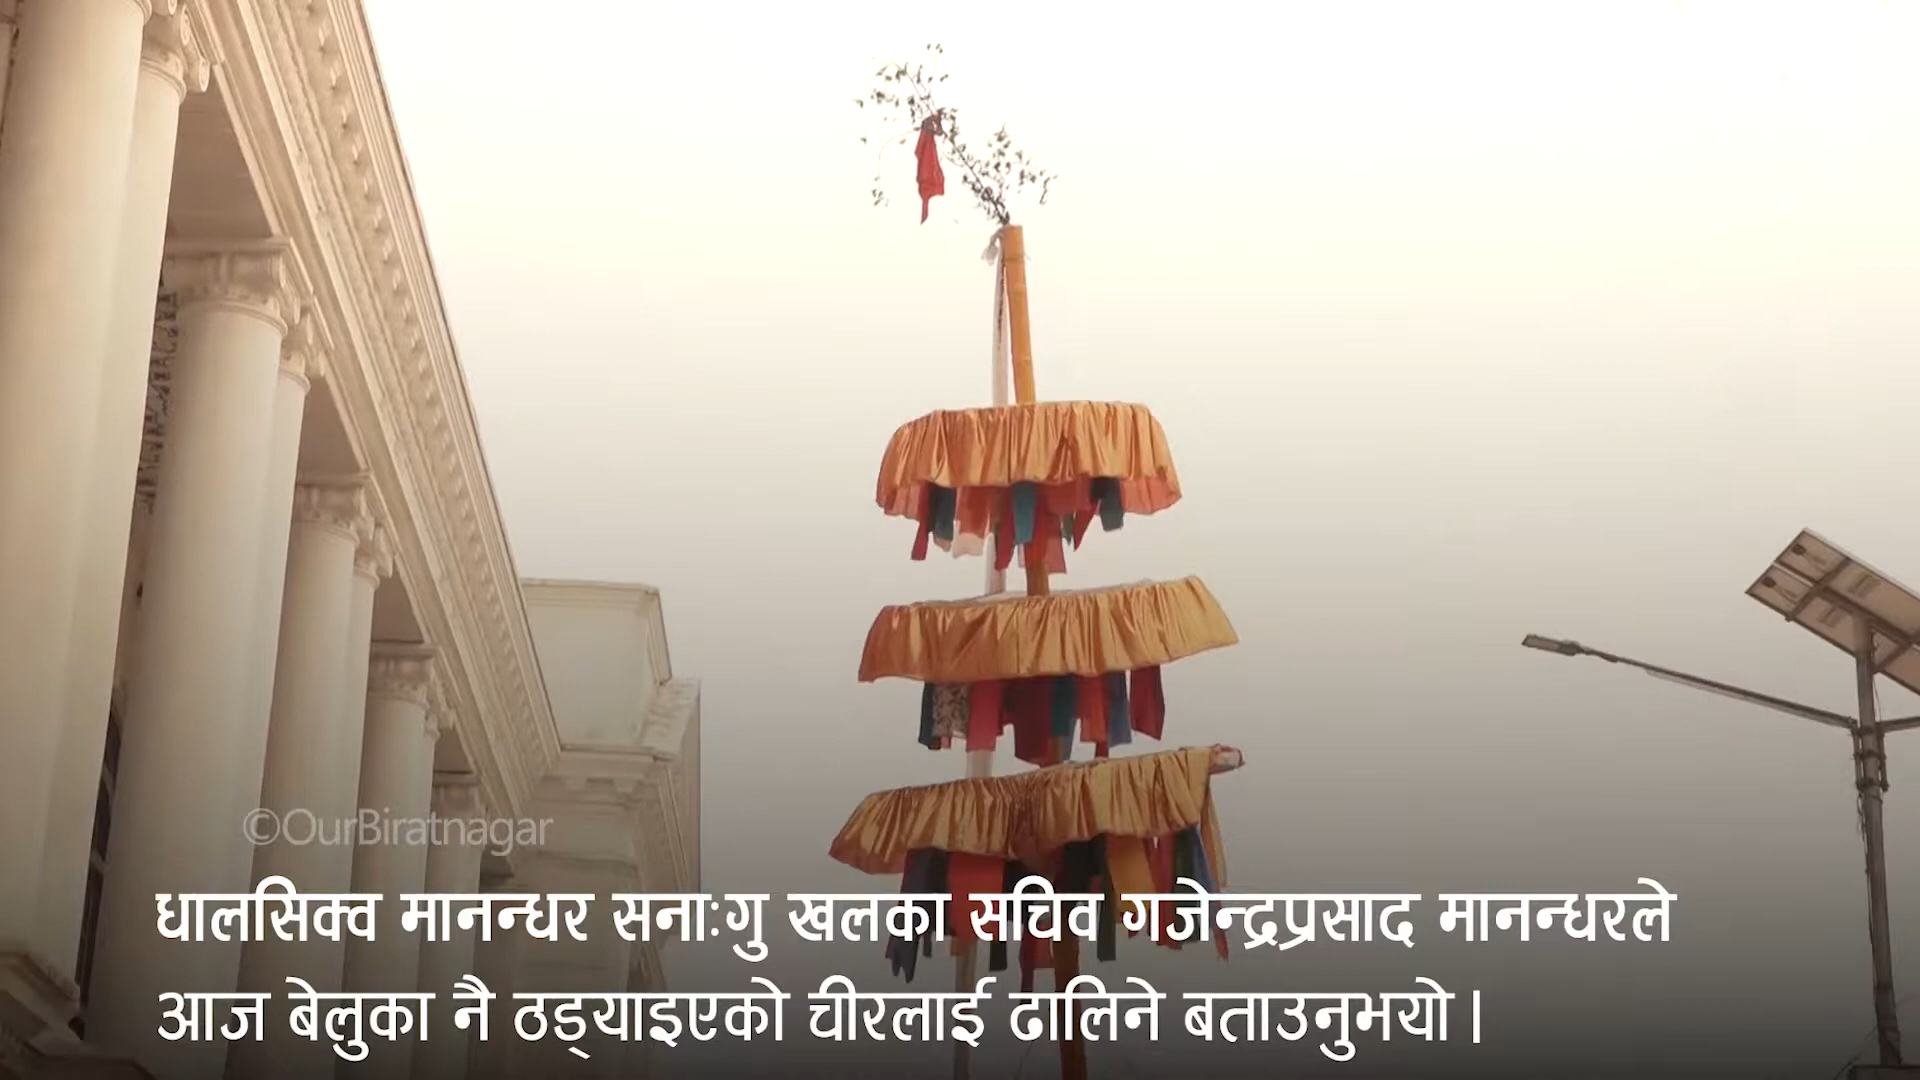 ©OurBiratnagar
धालसिक्व मानन्धर सनाःगु खलका सचिव गजेन्द्रप्रसाद मानन्धरले
आज बेलुका नै ठड्याइएको चीरलाई ढालिने बताउनुभयो |